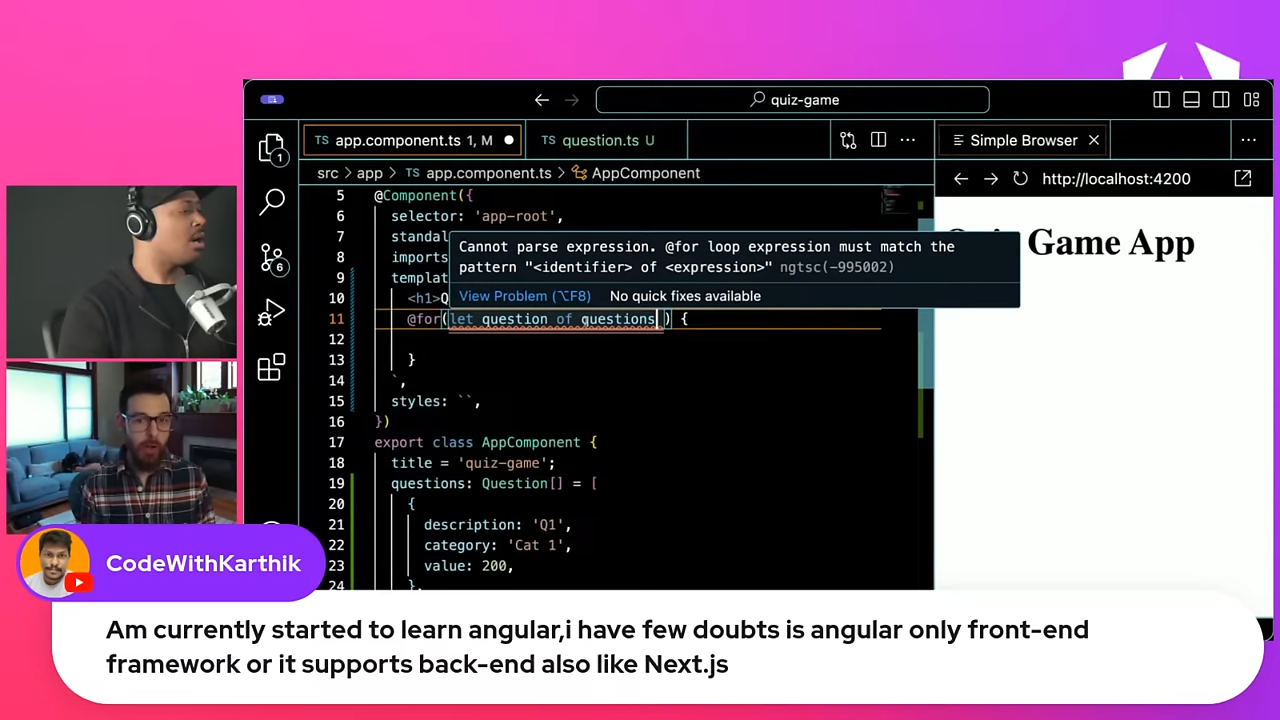 quiz-game
TS app.component.ts 1, M
TS question.ts U
Simple Browser
src > app > TS app.component.ts > AppComponent
http://localhost:4200
1
6
5 @Component({
6 selector: 'app-root',
7 standal
8 imports
9 templat
10 <h1>Q
11 @for(let question of questions ) {
12
13 }
14 `,
15 styles: ``,
16 })
17 export class AppComponent {
18 title = 'quiz-game';
19 questions: Question[] = [
20 {
21 description: 'Q1',
22 category: 'Cat 1',
23 value: 200,
24 },
Cannot parse expression. @for loop expression must match the
pattern "<identifier> of <expression>" ngtsc(-995002)
View Problem (⌥F8) No quick fixes available
Game App
CodeWithKarthik
Am currently started to learn angular,i have few doubts is angular only front-end
framework or it supports back-end also like Next.js